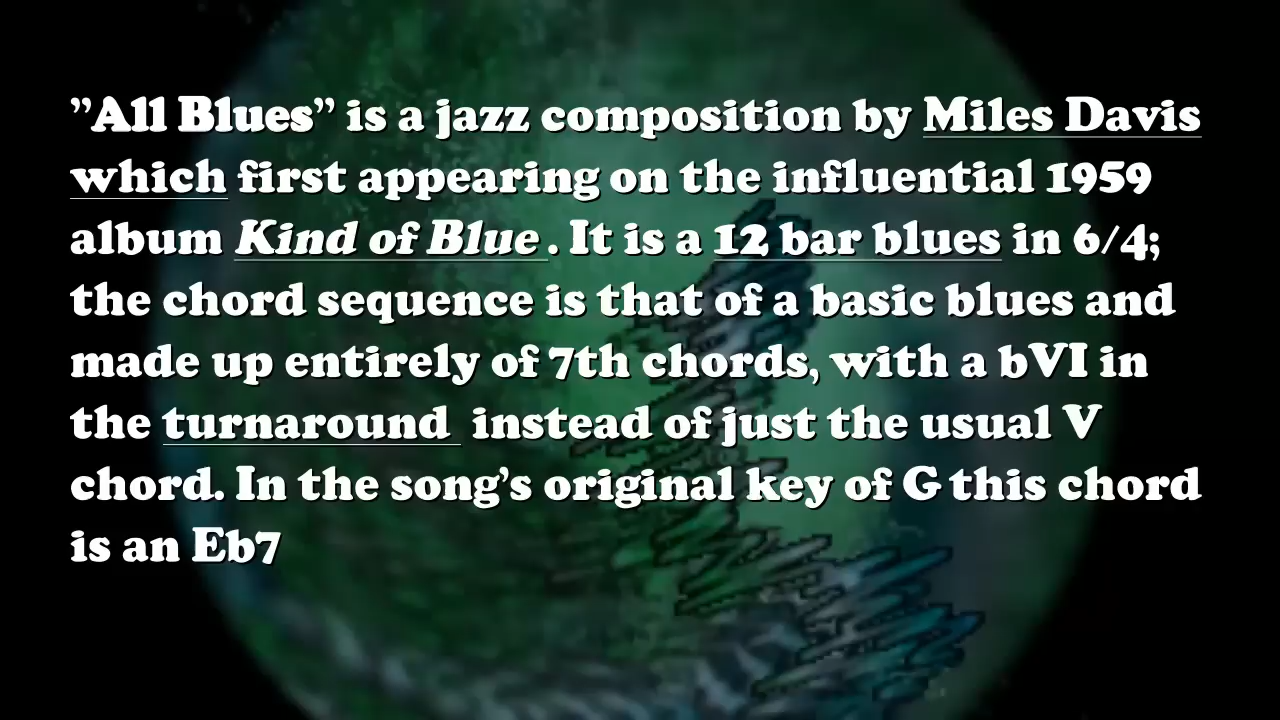 ”All Blues” is a jazz composition by Miles Davis
which first appearing on the influential 1959
album Kind of Blue . It is a 12 bar blues in 6/4;
the chord sequence is that of a basic blues and
made up entirely of 7th chords, with a bVI in
the turnaround  instead of just the usual V
chord. In the song’s original key of G this chord
is an Eb7